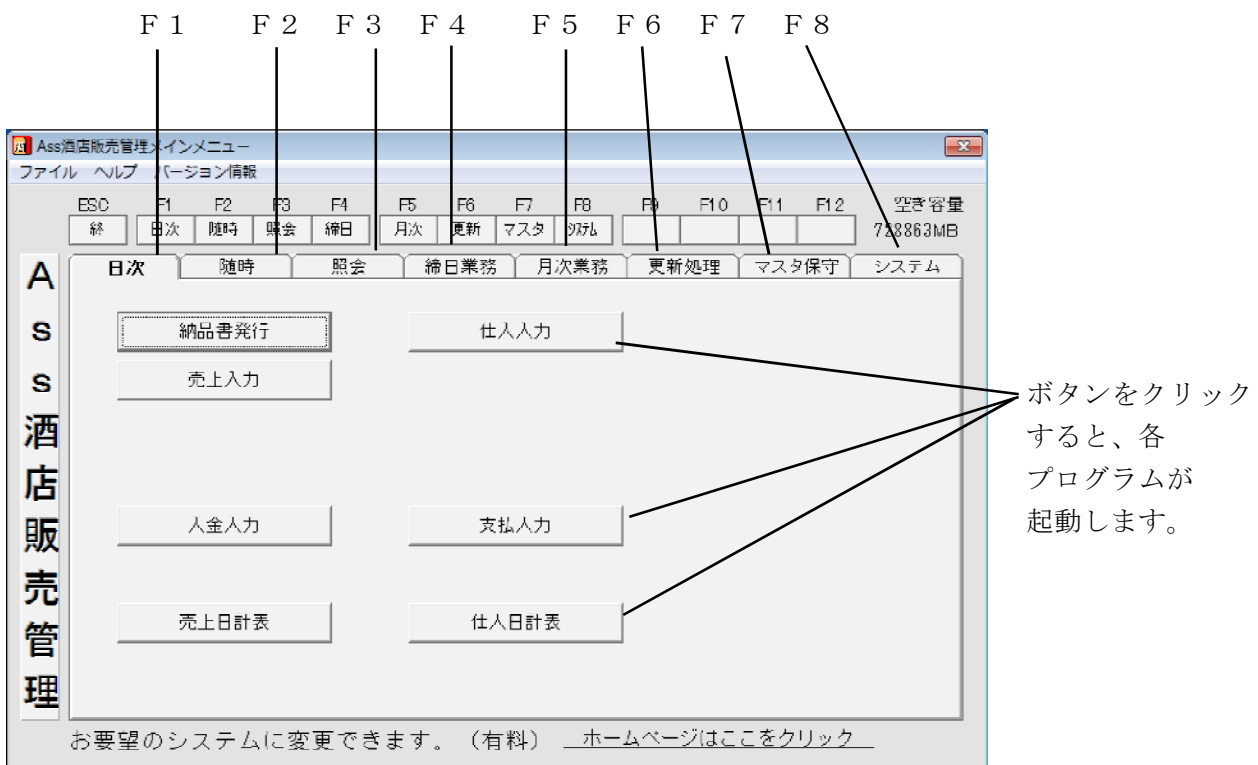 F1 F2 F3 F4 F5 F6 F7 F8
Ass酒店販売管理メインメニュー
ファイル ヘルプ バージョン情報
ESC F1 F2 F3 F4 F5 F6 F7 F8 F9 F10 F11 F12 空き容量
終 日次 随時 照会 締日 月次 更新 マスタ システム 728863MB
日次 随時 照会 締日業務 月次業務 更新処理 マスタ保守 システム
Ass酒店販売管理
納品書発行 仕入入力
売上入力
入金入力 支払入力
売上日計表 仕入日計表
ボタンをクリック
すると、各
プログラムが
起動します。
お要望のシステムに変更できます。（有料） ホームページはここをクリック